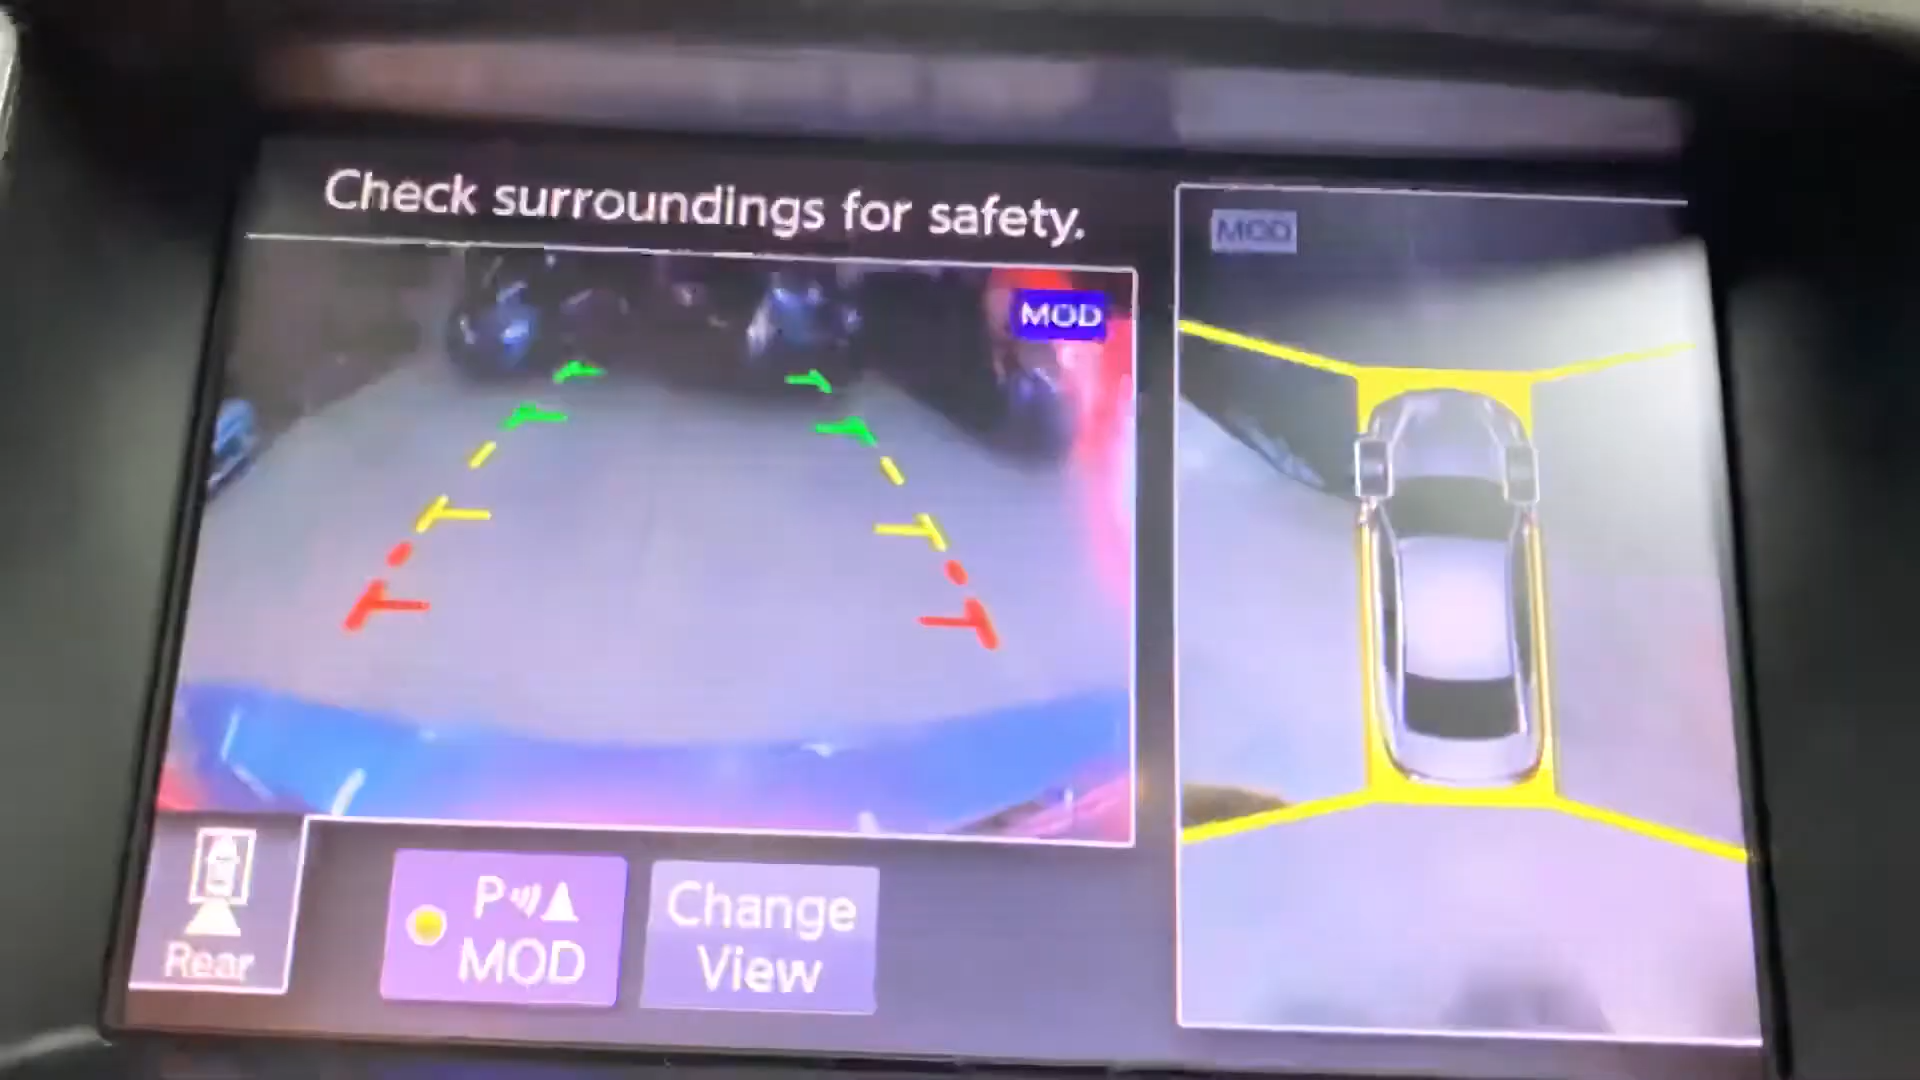 Check surroundings for safety.
MOD
MOD
Rear
P
MOD
Change
View